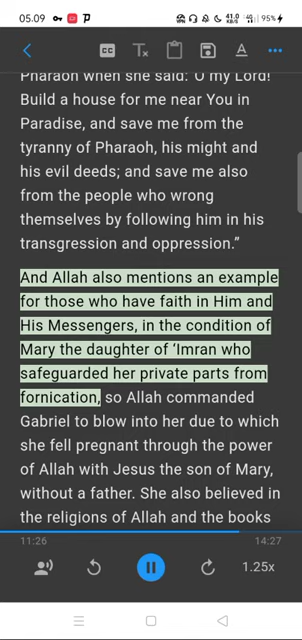 05.09
41.0
KB/S
4G
95%
CC
Pharaoh when she said: 'O my Lord!
Build a house for me near You in
Paradise, and save me from the
tyranny of Pharaoh, his might and
his evil deeds; and save me also
from the people who wrong
themselves by following him in his
transgression and oppression.”
And Allah also mentions an example
for those who have faith in Him and
His Messengers, in the condition of
Mary the daughter of ‘Imran who
safeguarded her private parts from
fornication, so Allah commanded
Gabriel to blow into her due to which
she fell pregnant through the power
of Allah with Jesus the son of Mary,
without a father. She also believed in
the religions of Allah and the books
11:26
14:27
1.25x